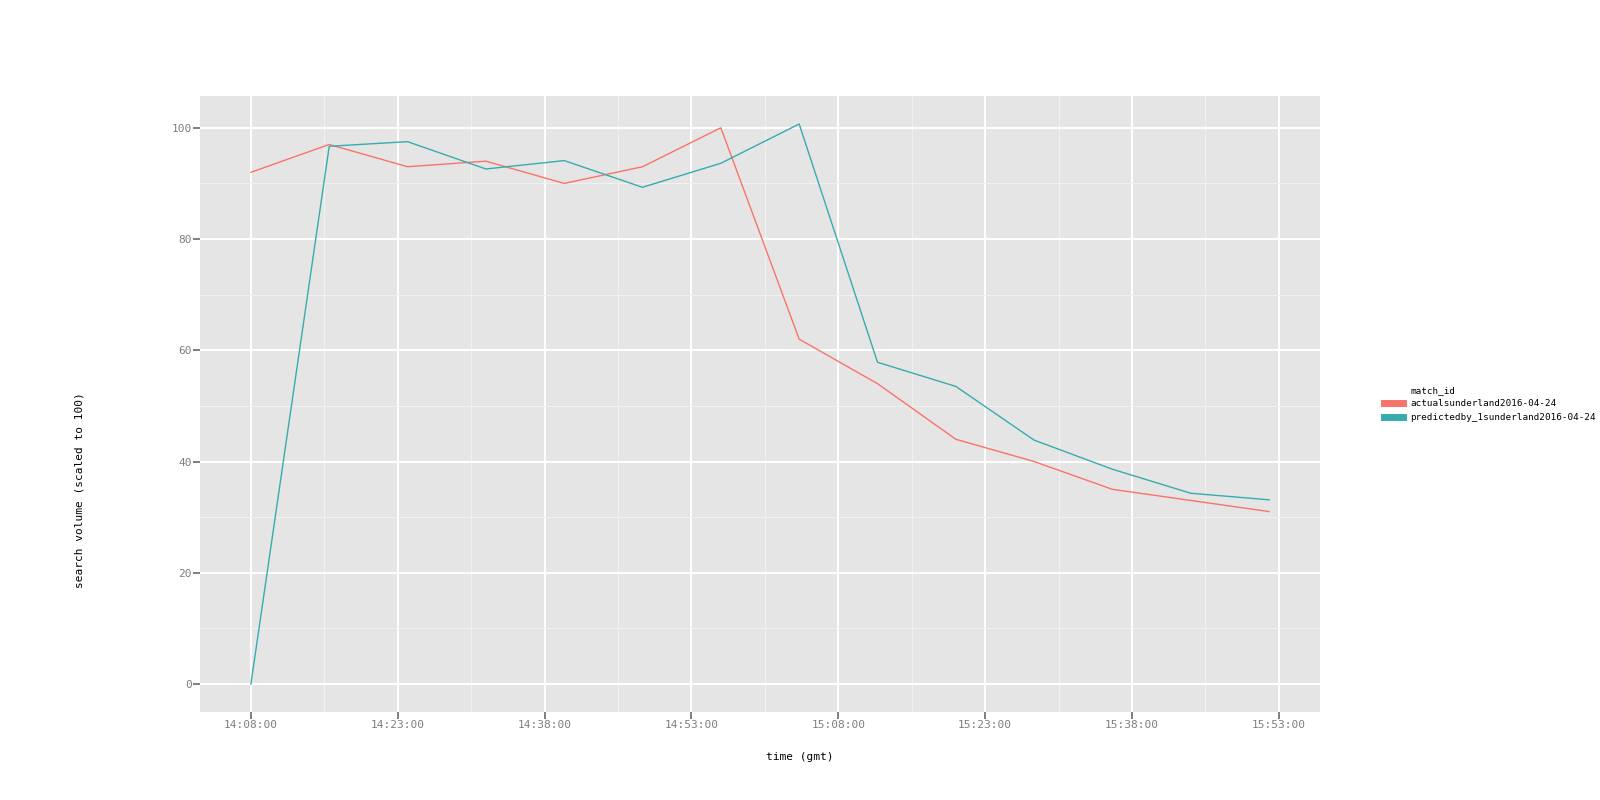 100
80
60
40
20
0
search volume (scaled to 100)
14:08:00
14:23:00
14:38:00
14:53:00
15:08:00
15:23:00
15:38:00
15:53:00
time (gmt)
match_id
actualsunderland2016-04-24
predictedby_1sunderland2016-04-24